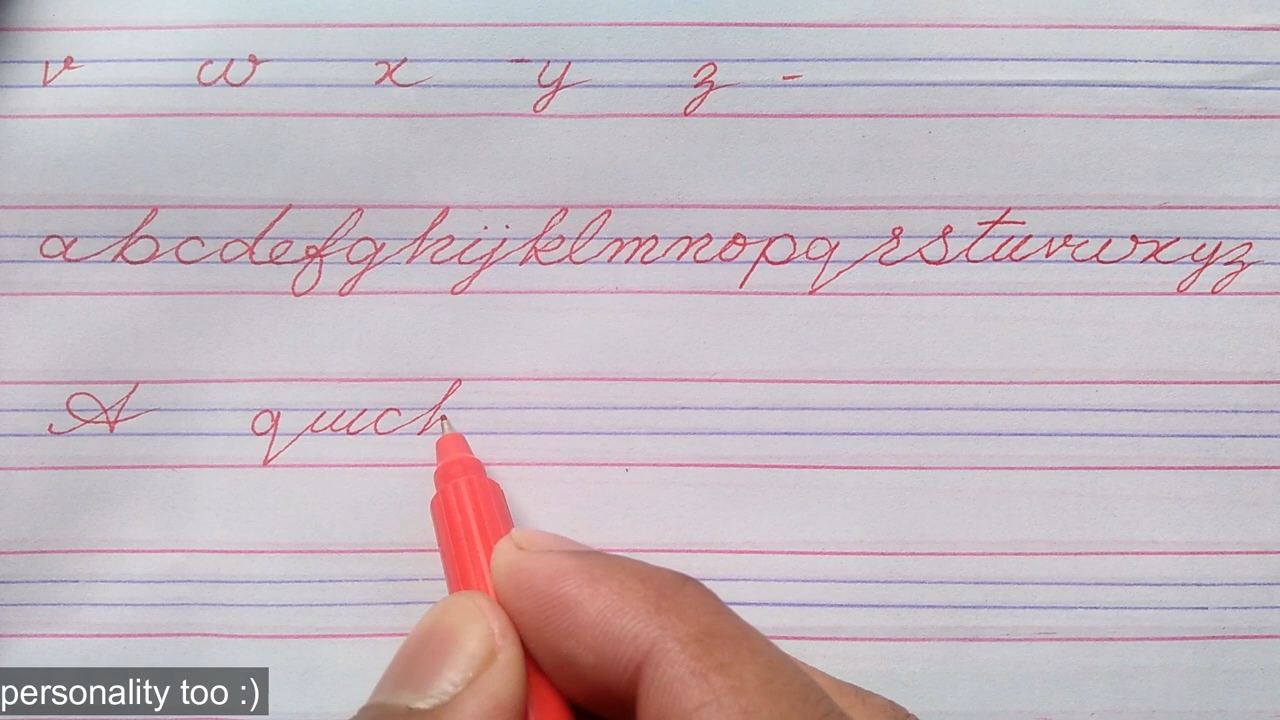 v w x y z -
abcdefghijklmnopqrstuvwxyz
A quick
personality too :)